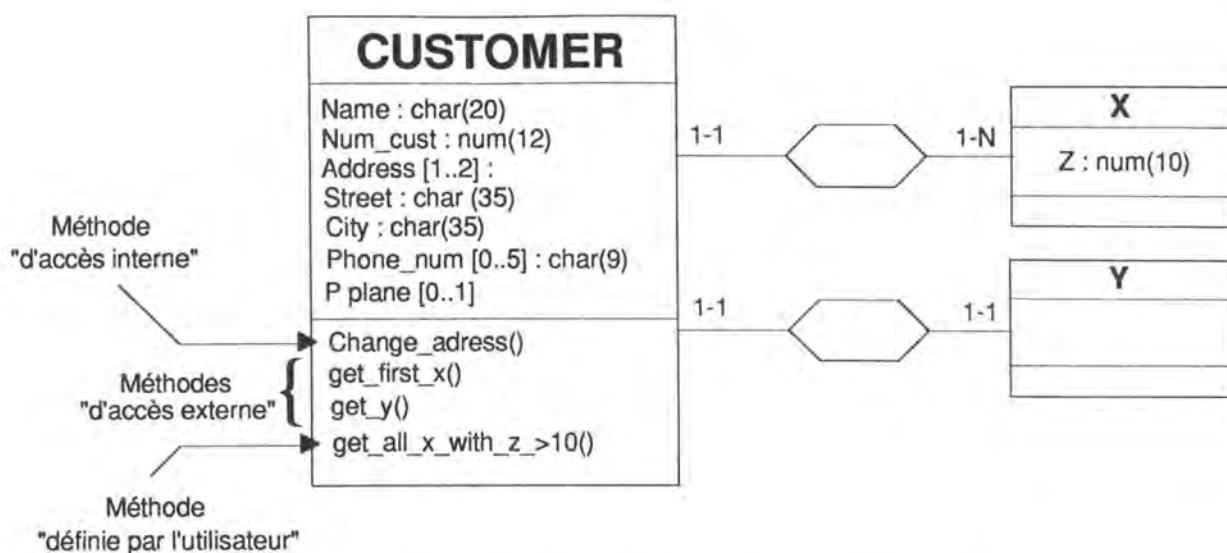 CUSTOMER
Name : char(20)
Num_cust : num(12)
Address [1..2] :
Street : char (35)
City : char(35)
Phone_num [0..5] : char(9)
P plane [0..1]
Change_adress()
get_first_x()
get_y()
get_all_x_with_z_>10()
Méthode
"d'accès interne"
Méthodes
"d'accès externe"
Méthode
"définie par l'utilisateur"
1-1
1-N
X
Z : num(10)
1-1
1-1
Y